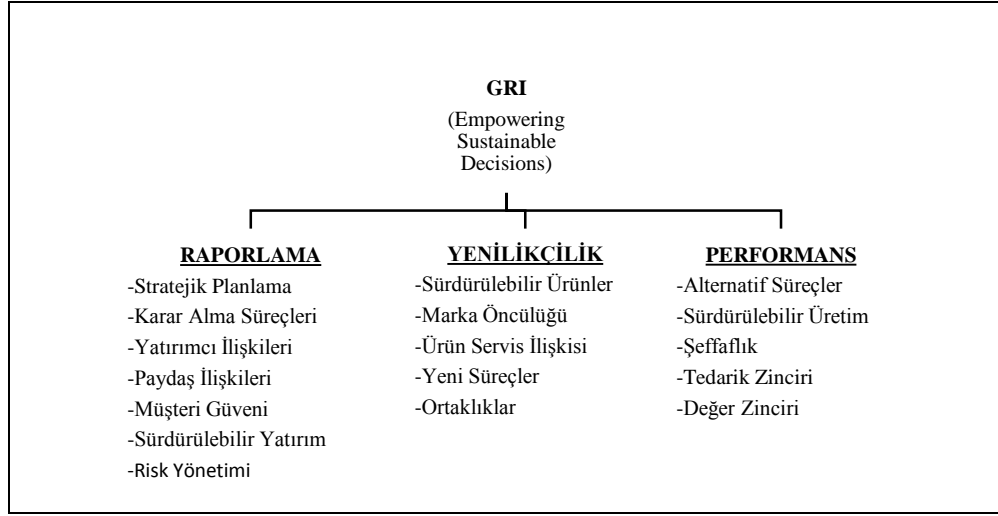 GRI
(Empowering
Sustainable
Decisions)
RAPORLAMA
-Stratejik Planlama
-Karar Alma Süreçleri
-Yatırımcı İlişkileri
-Paydaş İlişkileri
-Müşteri Güveni
-Sürdürülebilir Yatırım
-Risk Yönetimi
YENİLİKÇİLİK
-Sürdürülebilir Ürünler
-Marka Öncülüğü
-Ürün Servis İlişkisi
-Yeni Süreçler
-Ortaklıklar
PERFORMANS
-Alternatif Süreçler
-Sürdürülebilir Üretim
-Şeffaflık
-Tedarik Zinciri
-Değer Zinciri